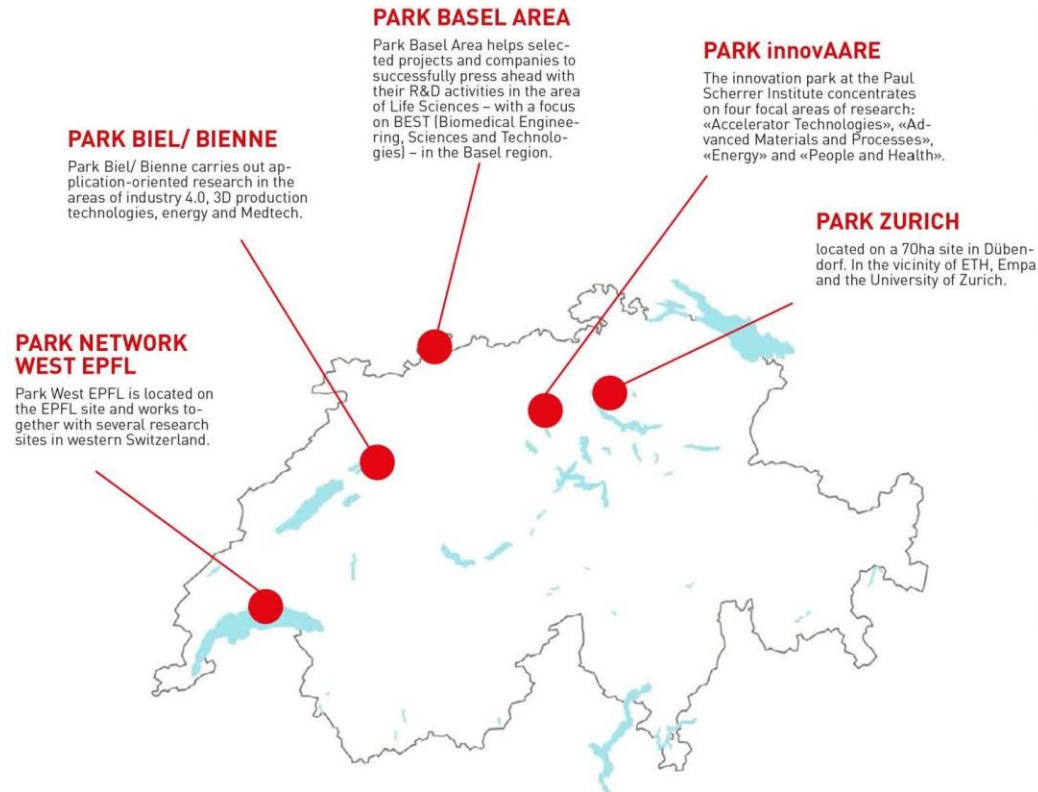 PARK BASEL AREA
Park Basel Area helps selec-
ted projects and companies to
successfully press ahead with
their R&D activities in the area
of Life Sciences – with a focus
on BEST (Biomedical Enginee-
ring, Sciences and Technolo-
gies) – in the Basel region.
PARK innovAARE
The innovation park at the Paul
Scherrer Institute concentrates
on four focal areas of research:
«Accelerator Technologies», «Ad-
vanced Materials and Processes»,
«Energy» and «People and Health».
PARK BIEL/ BIENNE
Park Biel/ Bienne carries out ap-
plication-oriented research in the
areas of industry 4.0, 3D production
technologies, energy and Medtech.
PARK ZURICH
located on a 70ha site in Düben-
dorf. In the vicinity of ETH, Empa
and the University of Zurich.
PARK NETWORK
WEST EPFL
Park West EPFL is located on
the EPFL site and works to-
gether with several research
sites in western Switzerland.